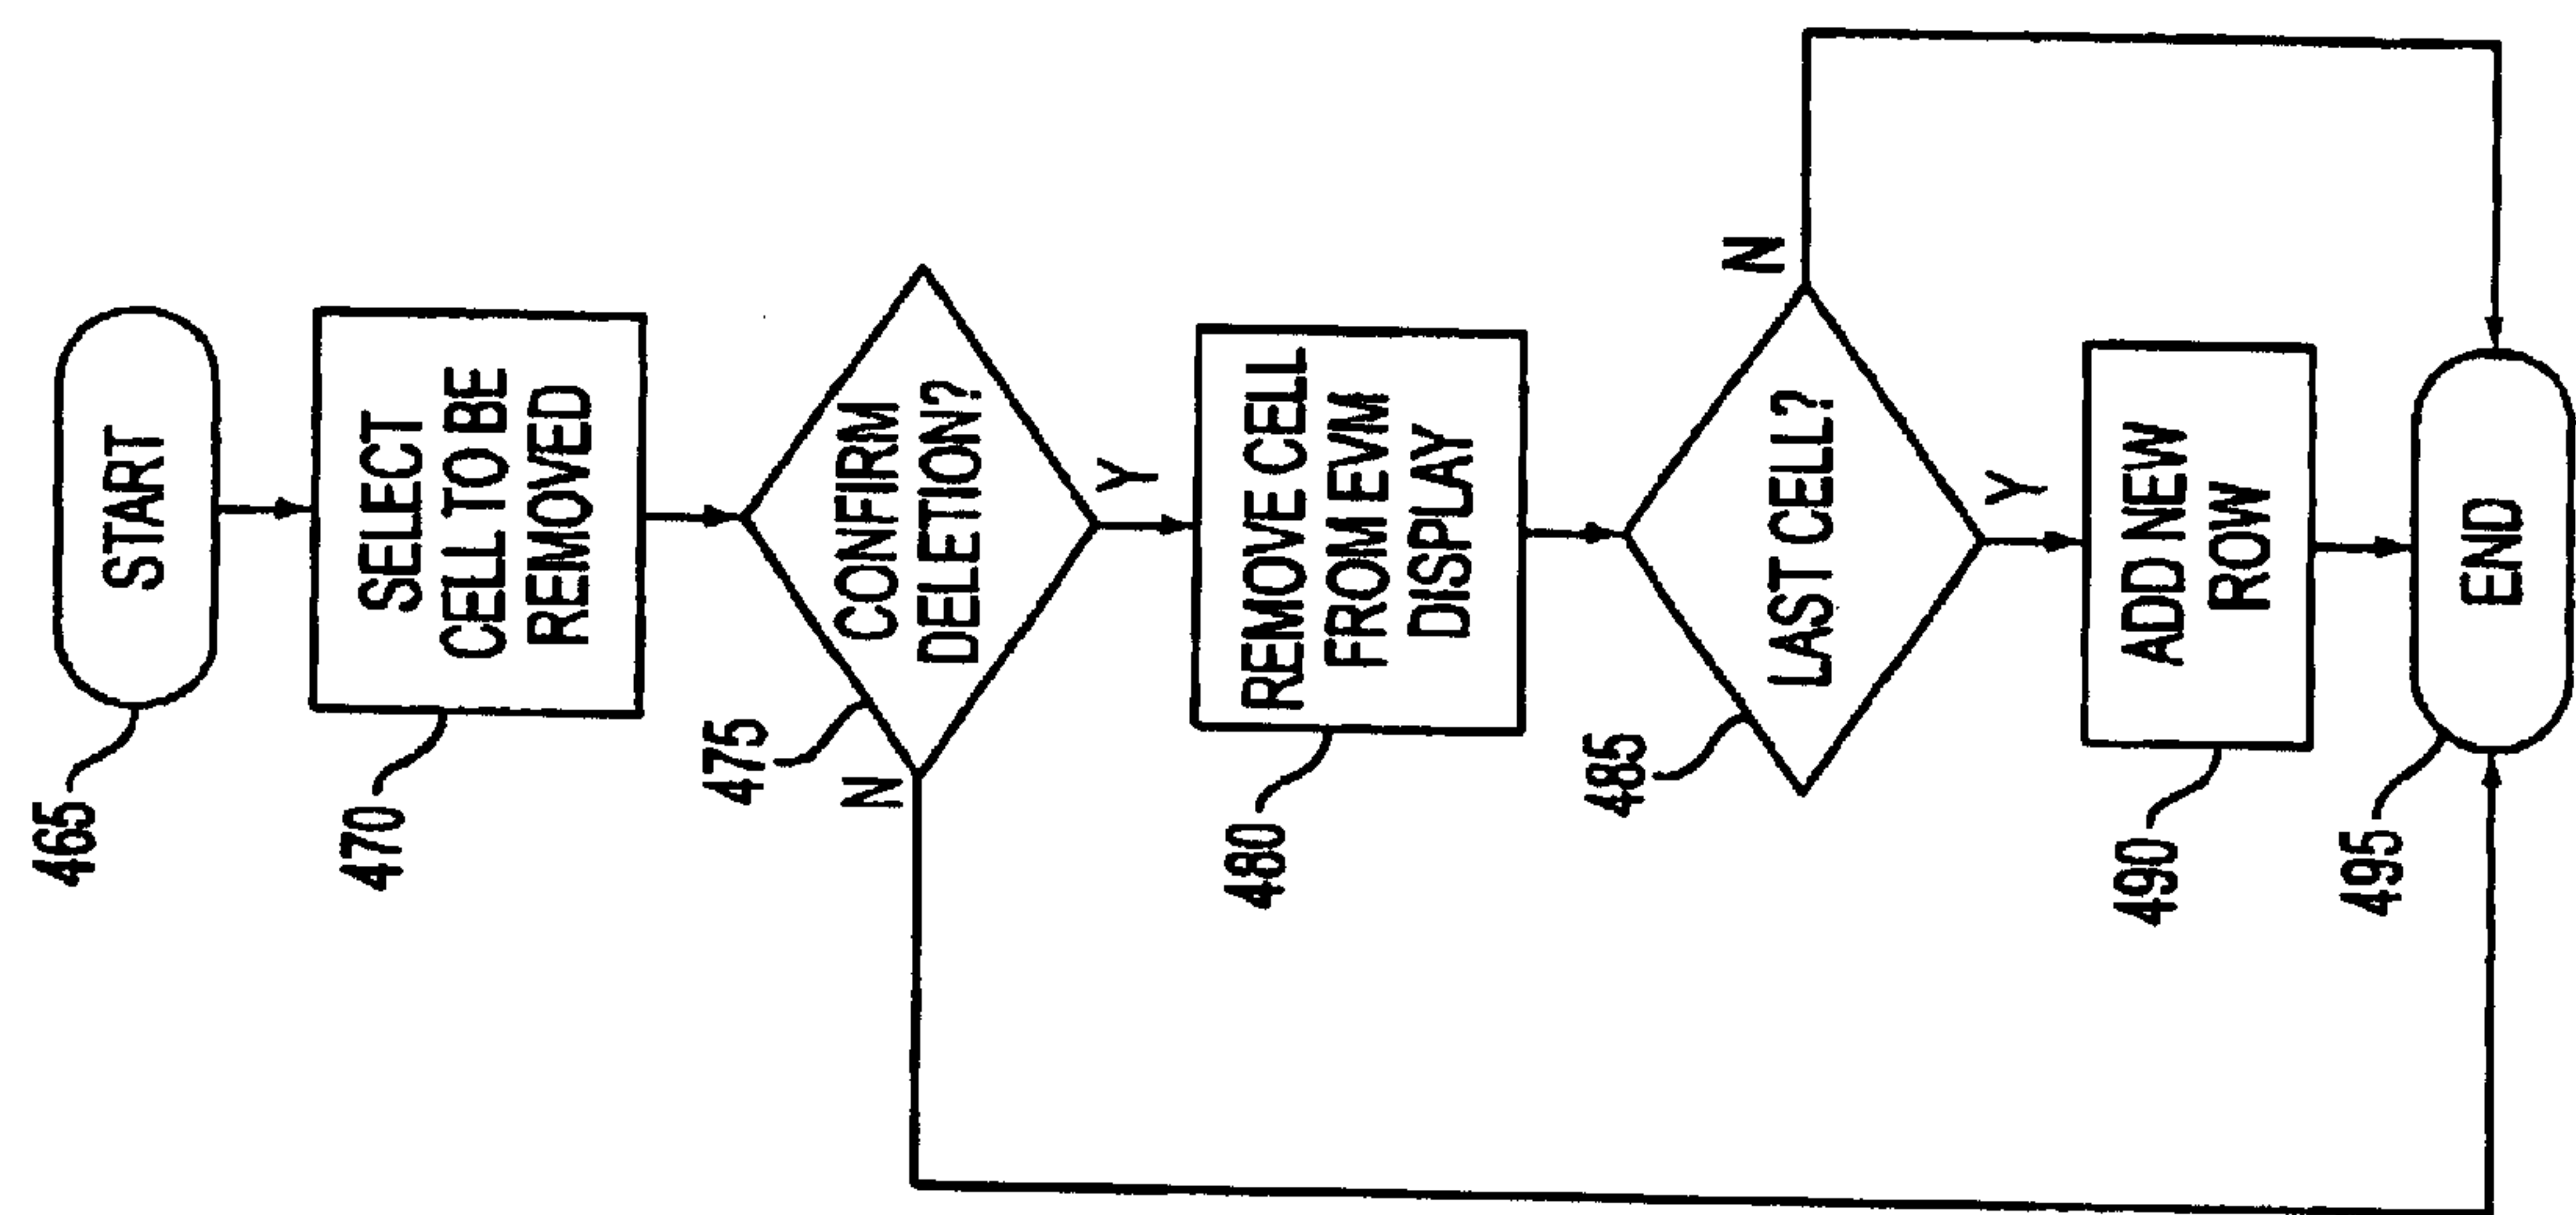 465
START
470
SELECT
CELL TO BE
REMOVED
475
CONFIRM
DELETION?
N
Y
480
REMOVE CELL
FROM EVM
DISPLAY
485
LAST CELL?
N
Y
490
ADD NEW
ROW
495
END